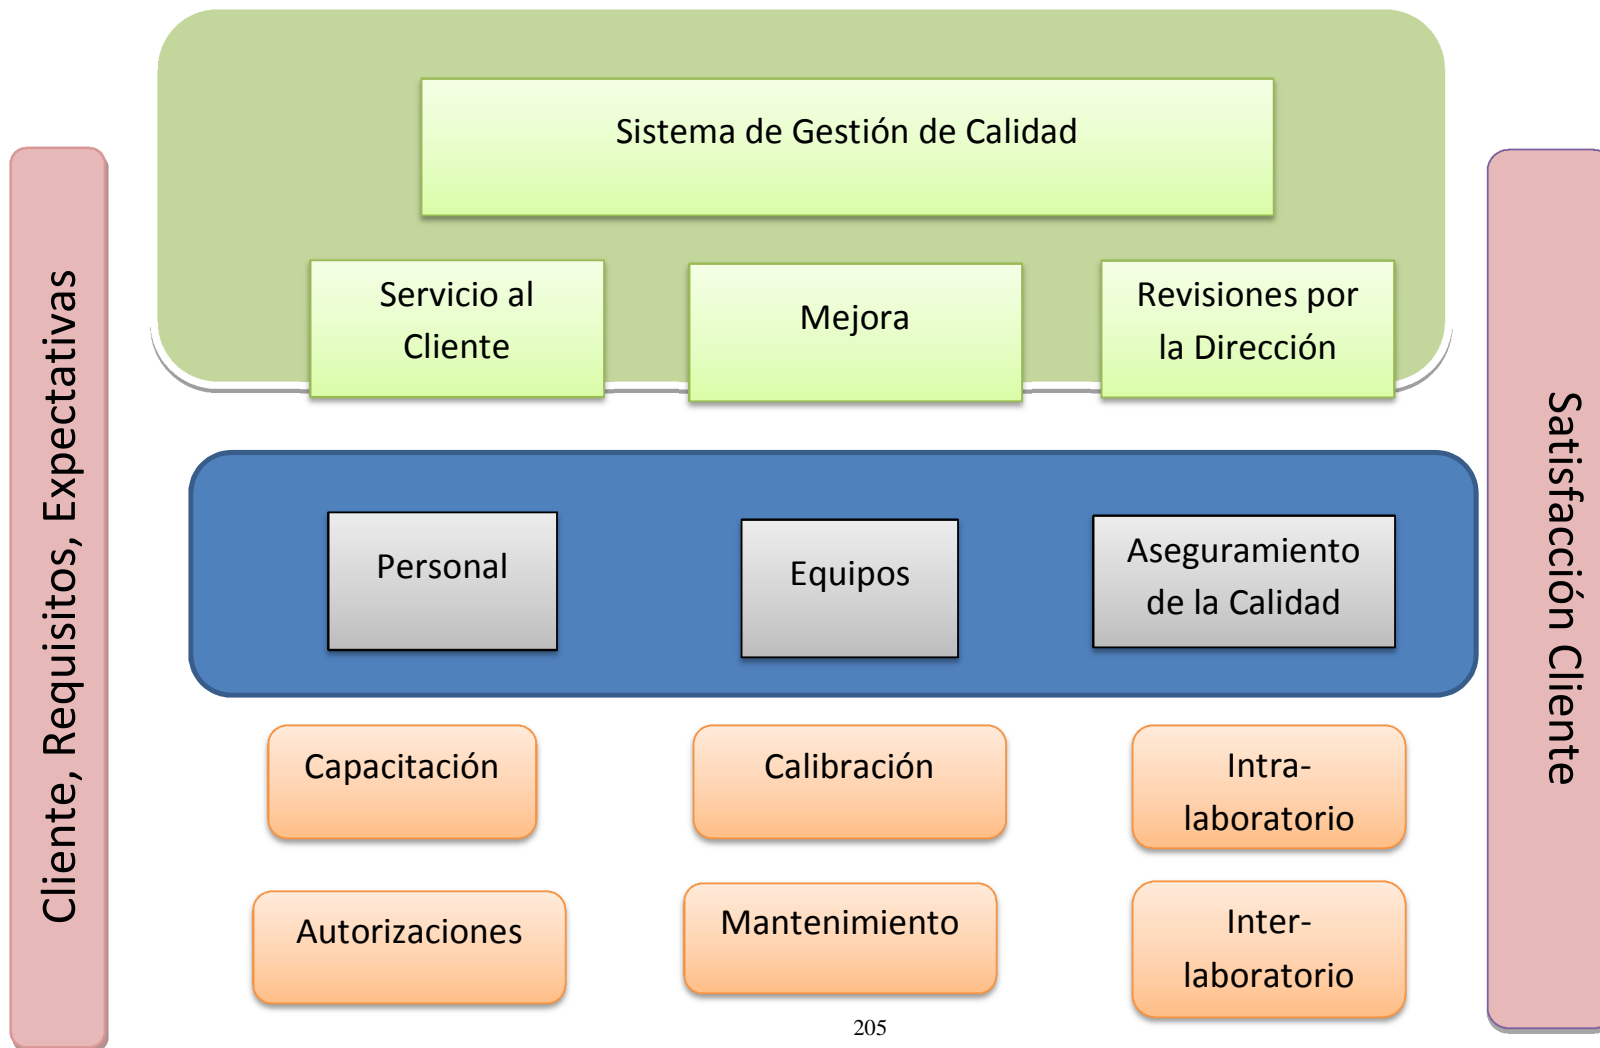 Sistema de Gestión de Calidad
Servicio al
Cliente
Mejora
Revisiones por
la Dirección
Cliente, Requisitos, Expectativas
Satisfacción Cliente
Personal
Equipos
Aseguramiento
de la Calidad
Capacitación
Calibración
Intra-
laboratorio
Autorizaciones
Mantenimiento
Inter-
laboratorio
205